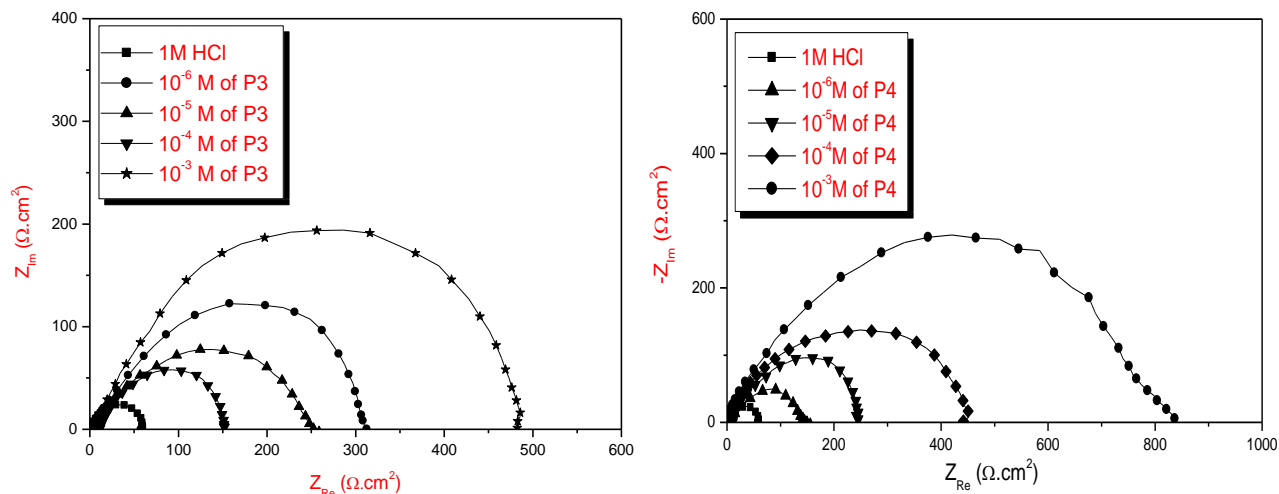 400
300
200
100
0
0
100
200
300
400
500
600
Z_Im (Ω.cm²)
Z_Re (Ω.cm²)
1M HCl
10⁻⁶ M of P3
10⁻⁵ M of P3
10⁻⁴ M of P3
10⁻³ M of P3
600
400
200
0
0
200
400
600
800
1000
-Z_Im (Ω.cm²)
Z_Re (Ω.cm²)
1M HCl
10⁻⁶M of P4
10⁻⁵M of P4
10⁻⁴M of P4
10⁻³M of P4